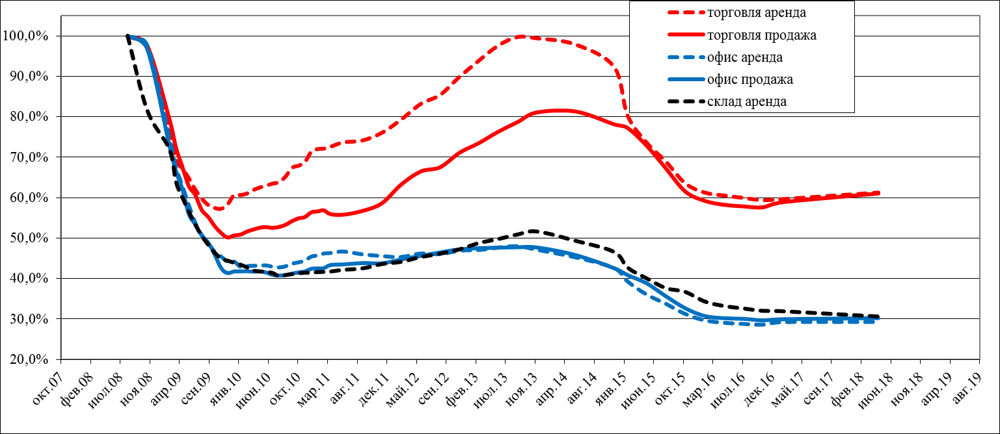 торговля аренда
торговля продажа
офис аренда
офис продажа
склад аренда
100,0%
90,0%
80,0%
70,0%
60,0%
50,0%
40,0%
30,0%
20,0%
окт.07
фев.08
июл.08
ноя.08
апр.09
сен.09
янв.10
июн.10
окт.10
мар.11
авг.11
дек.11
май.12
сен.12
фев.13
июл.13
ноя.13
апр.14
авг.14
янв.15
июн.15
окт.15
мар.16
июл.16
дек.16
май.17
сен.17
фев.18
июн.18
ноя.18
апр.19
авг.19